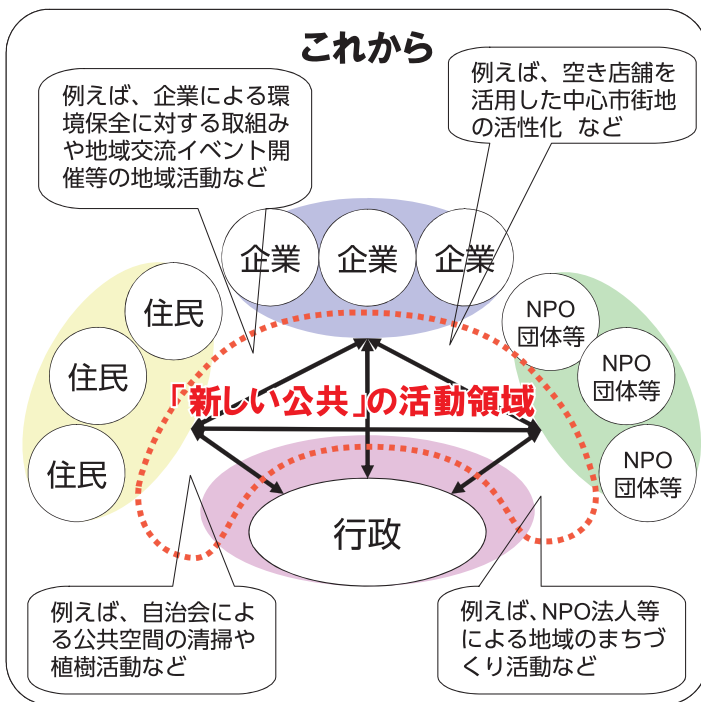 これから
例えば、企業による環
境保全に対する取組み
や地域交流イベント開
催等の地域活動など
例えば、空き店舗を
活用した中心市街地
の活性化 など
企業
企業
企業
住民
住民
住民
NPO
団体等
NPO
団体等
NPO
団体等
「新しい公共」の活動領域
行政
例えば、自治会によ
る公共空間の清掃や
植樹活動など
例えば、NPO法人等
による地域のまちづ
くり活動など